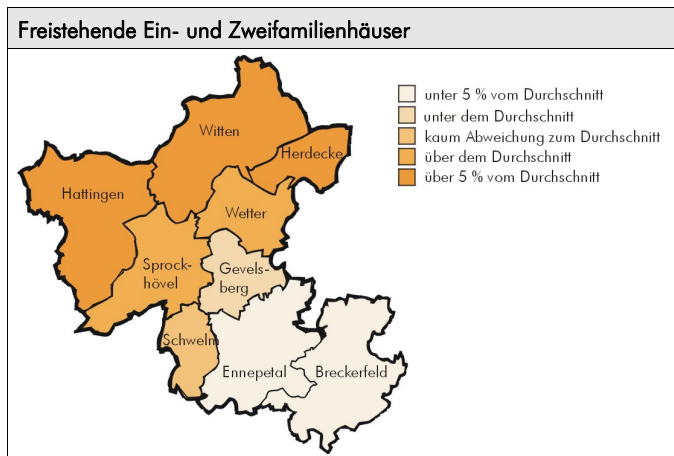 Freistehende Ein- und Zweifamilienhäuser
unter 5 % vom Durchschnitt
unter dem Durchschnitt
kaum Abweichung zum Durchschnitt
über dem Durchschnitt
über 5 % vom Durchschnitt
Witten
Herdecke
Hattingen
Wetter
Sprock-
hövel
Gevels-
berg
Schwelm
Ennepetal
Breckerfeld